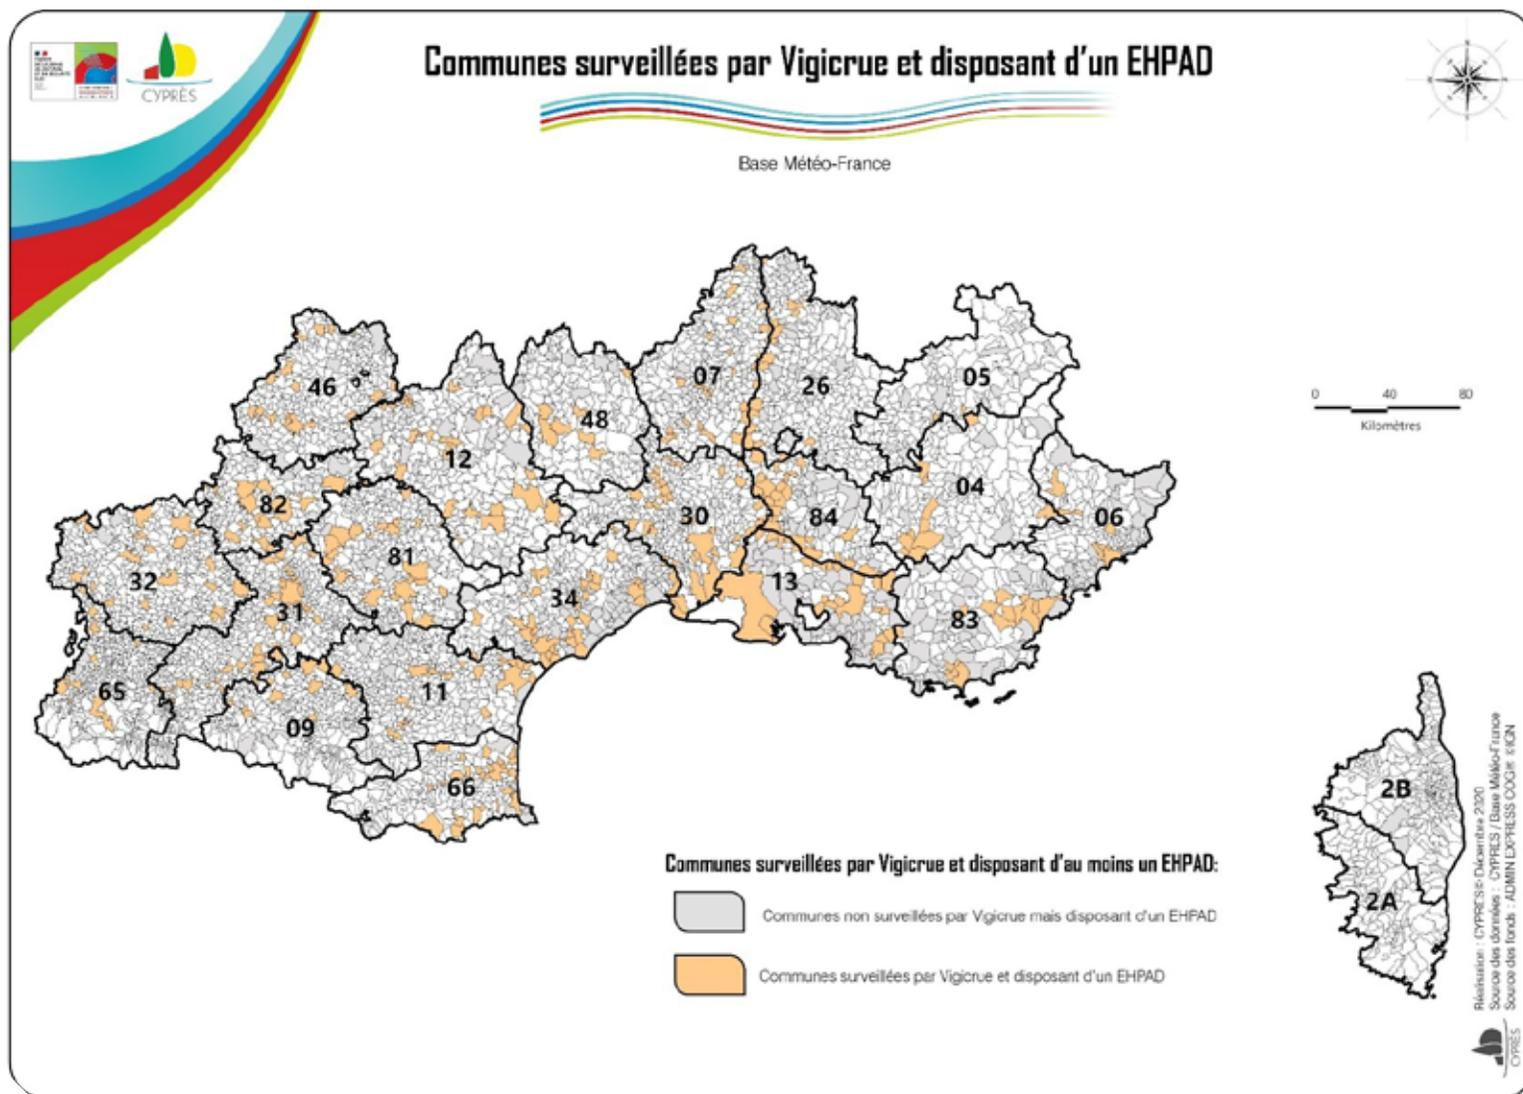 Communes surveillées par Vigicrue et disposant d'un EHPAD
CYPRÈS
Base Météo-France
46
07
26
05
48
12
82
30
84
04
06
32
81
31
34
13
83
65
09
11
66
2B
2A
0 40 80
Kilomètres
Communes surveillées par Vigicrue et disposant d'au moins un EHPAD:
Communes non surveillées par Vigicrue mais disposant d'un EHPAD
Communes surveillées par Vigicrue et disposant d'un EHPAD
Réalisation : CYPRES© Décembre 2020
Source des données : CYPRES / Base Météo-France
Source des fonds : ADMIN EXPRESS COG® ©IGN
CYPRÈS